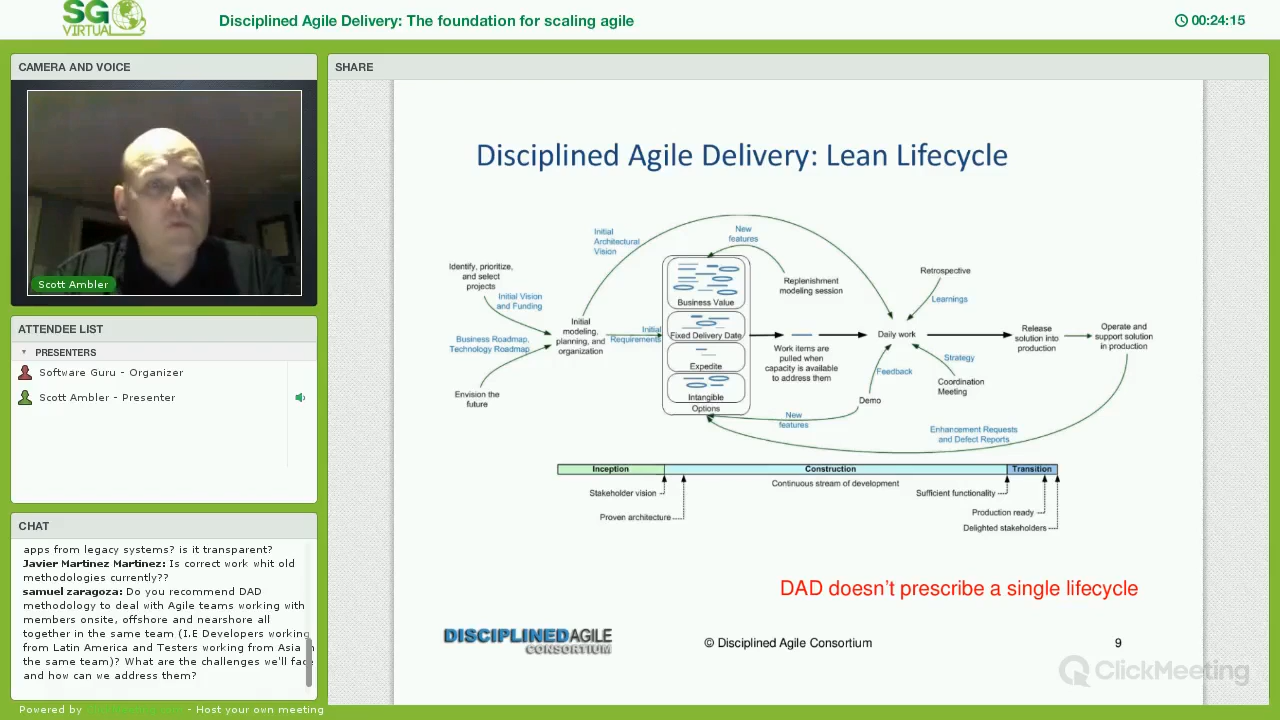 SG
VIRTUAL
Disciplined Agile Delivery: The foundation for scaling agile
00:24:15
CAMERA AND VOICE
Scott Ambler
ATTENDEE LIST
PRESENTERS
Software Guru - Organizer
Scott Ambler - Presenter
CHAT
apps from legacy systems? is it transparent?
Javier Martinez Martinez: Is correct work whit old
methodologies currently??
samuel zaragoza: Do you recommend DAD
methodology to deal with Agile teams working with
members onsite, offshore and nearshore all
together in the same team (I.E Developers working
from Latin America and Testers working from Asia in
the same team)? What are the challenges we'll face
and how can we address them?
Powered by
- Host your own meeting
SHARE
Disciplined Agile Delivery: Lean Lifecycle
Identify, prioritize,
and select
projects
Initial Vision
and Funding
Business Roadmap,
Technology Roadmap
Envision the
future
Initial
modeling,
planning, and
organization
Initial
Architectural
Vision
Initial
Requirements
New
features
Business Value
Fixed Delivery Date
Expedite
Intangible
Options
Replenishment
modeling session
Work items are
pulled when
capacity is available
to address them
New
features
Daily work
Retrospective
Learnings
Strategy
Coordination
Meeting
Feedback
Demo
Release
solution into
production
Operate and
support solution
in production
Enhancement Requests
and Defect Reports
Inception
Construction
Transition
Stakeholder vision
Proven architecture
Continuous stream of development
Sufficient functionality
Production ready
Delighted stakeholders
DAD doesn't prescribe a single lifecycle
DISCIPLINEDAGILE
CONSORTIUM
© Disciplined Agile Consortium
9
ClickMeeting